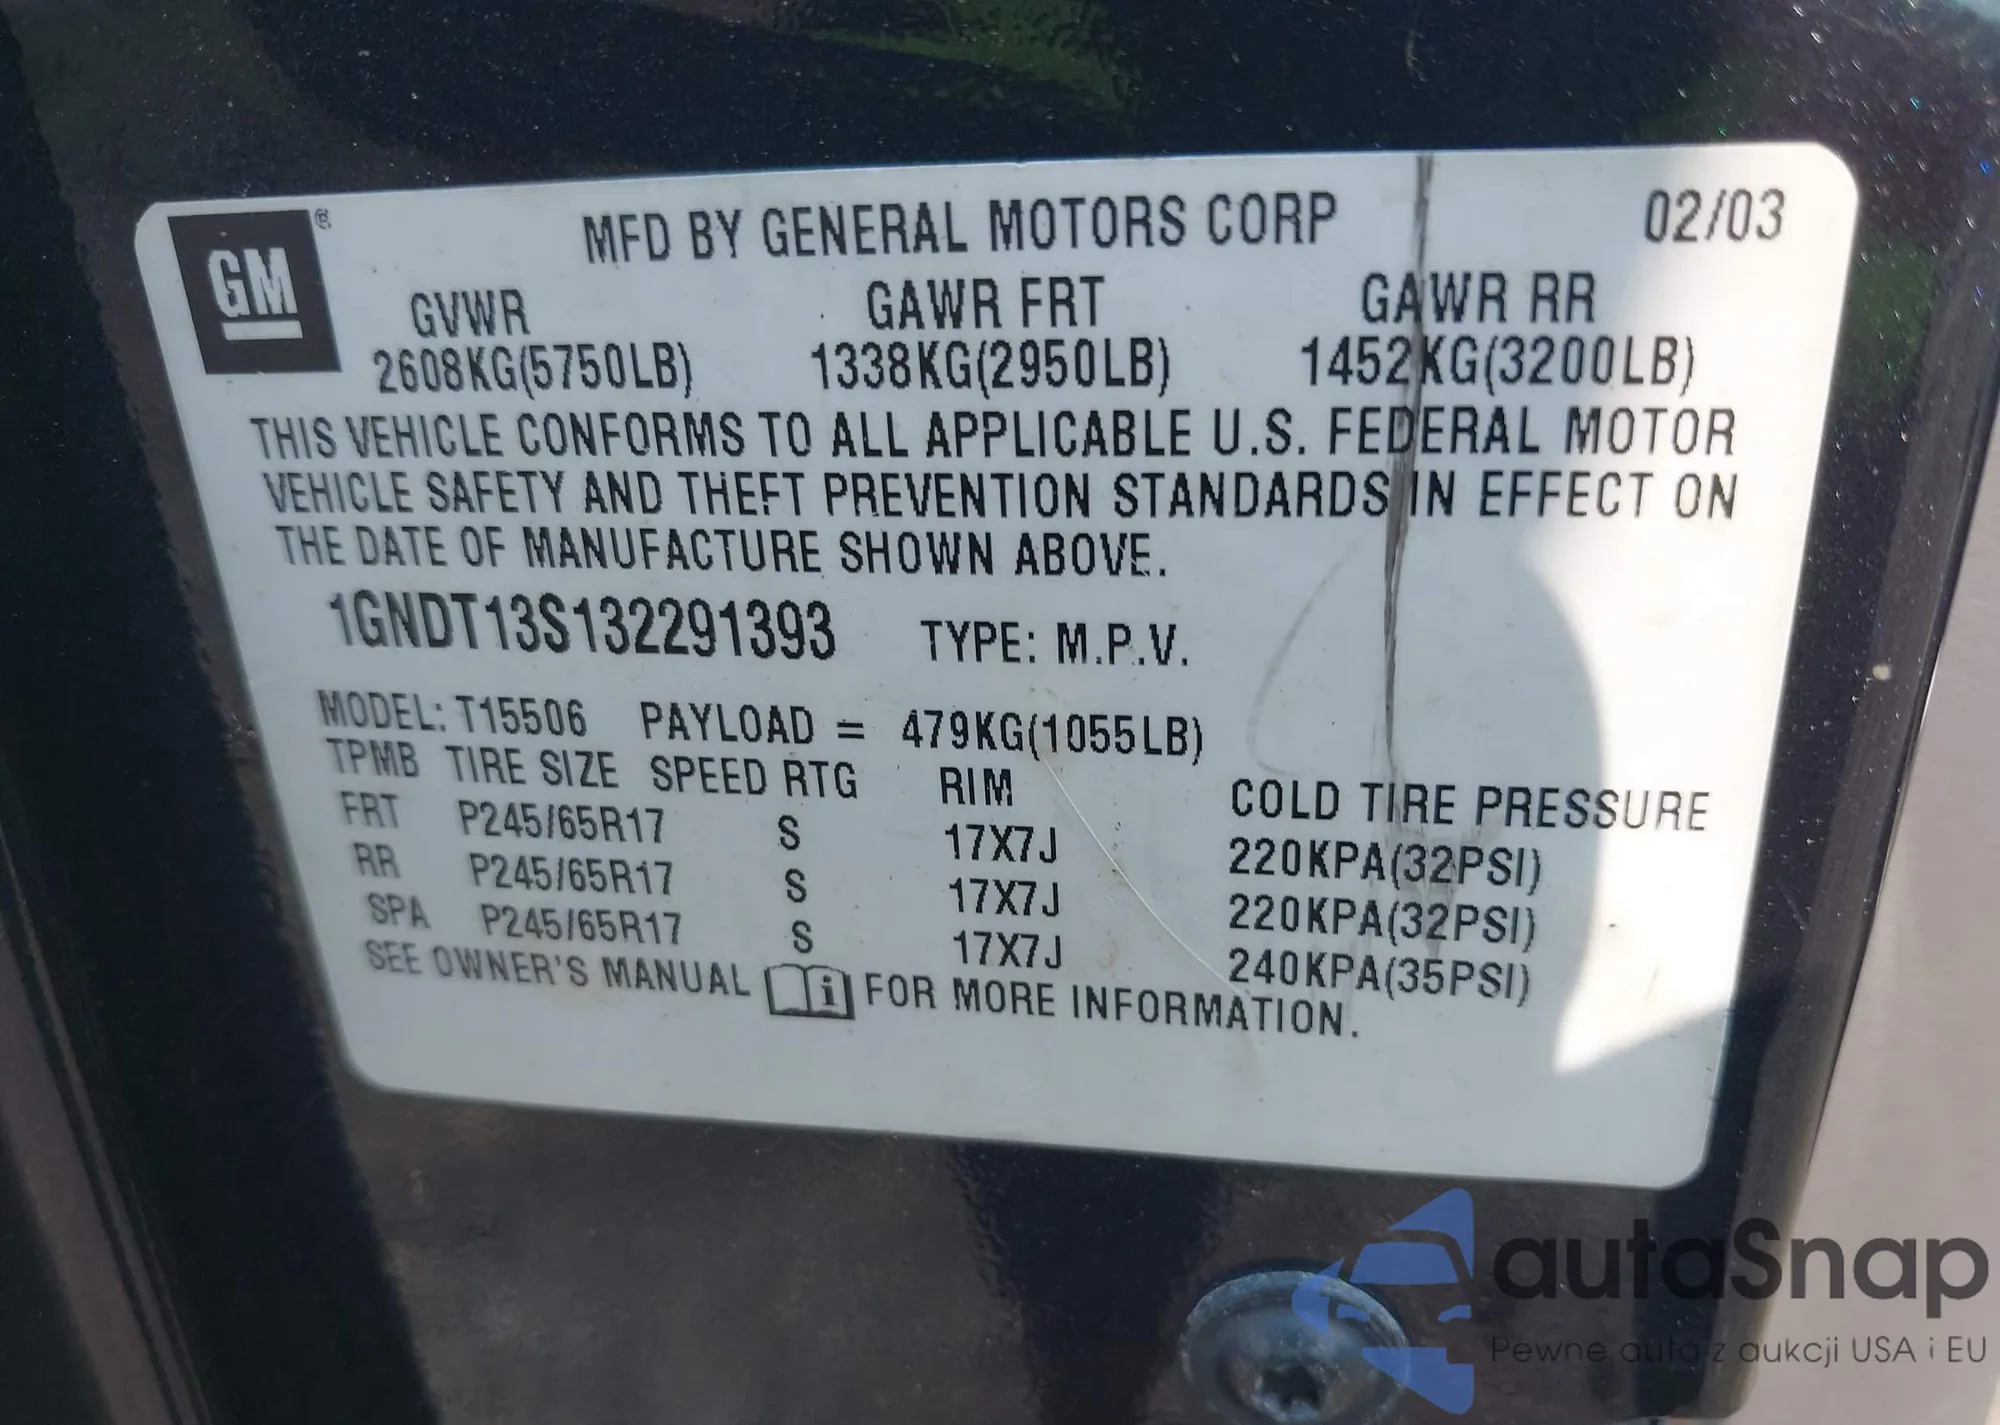 GM ® MFD BY GENERAL MOTORS CORP 02/03
GVWR GAWR FRT GAWR RR
2608KG(5750LB) 1338KG(2950LB) 1452KG(3200LB)
THIS VEHICLE CONFORMS TO ALL APPLICABLE U.S. FEDERAL MOTOR
VEHICLE SAFETY AND THEFT PREVENTION STANDARDS IN EFFECT ON
THE DATE OF MANUFACTURE SHOWN ABOVE.
1GNDT13S132291393 TYPE: M.P.V.
MODEL: T15506 PAYLOAD = 479KG(1055LB)
TPMB TIRE SIZE SPEED RTG RIM COLD TIRE PRESSURE
FRT P245/65R17 S 17X7J 220KPA(32PSI)
RR P245/65R17 S 17X7J 220KPA(32PSI)
SPA P245/65R17 S 17X7J 240KPA(35PSI)
SEE OWNER'S MANUAL i FOR MORE INFORMATION.
autaSnap
Pewne auta z aukcji USA i EU